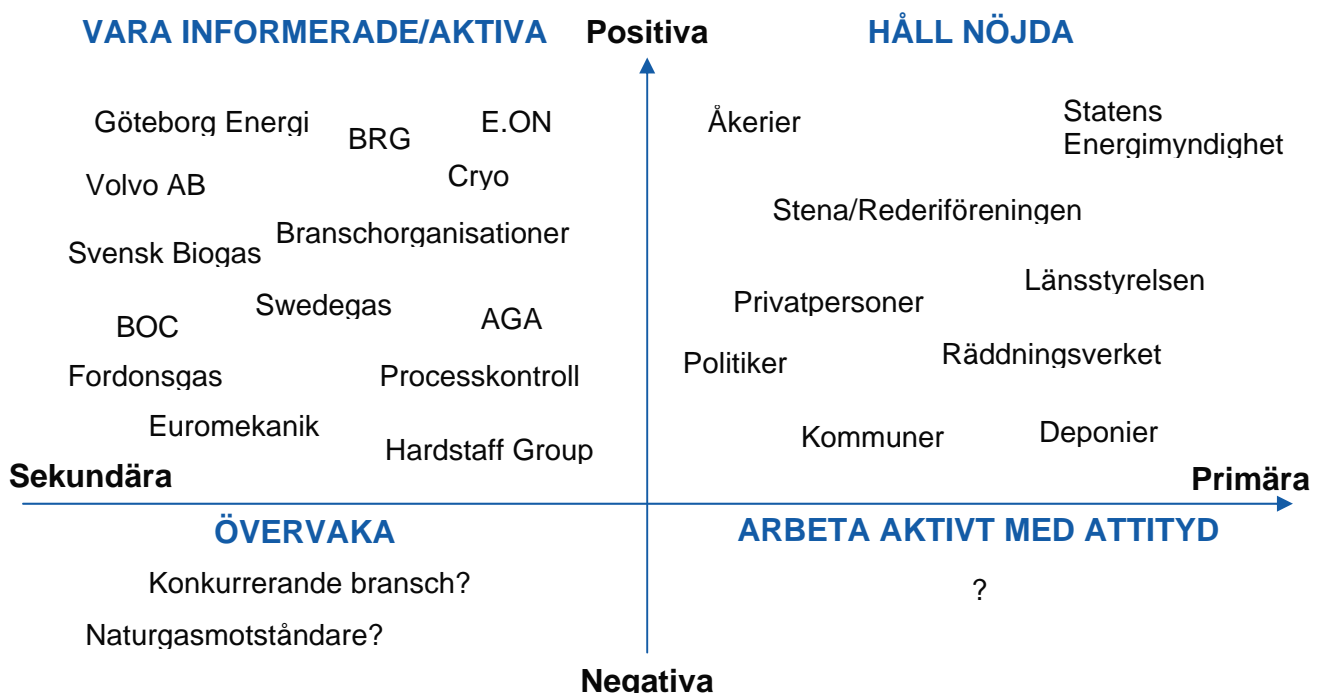 VARA INFORMERADE/AKTIVA
Positiva
HÅLL NÖJDA
Göteborg Energi
BRG
E.ON
Åkerier
Statens
Energimyndighet
Volvo AB
Cryo
Stena/Rederiföreningen
Branschorganisationer
Svensk Biogas
Länsstyrelsen
Swedegas
Privatpersoner
BOC
AGA
Räddningsverket
Politiker
Fordonsgas
Processkontroll
Euromekanik
Kommuner
Deponier
Hardstaff Group
Sekundära
Primära
ÖVERVAKA
ARBETA AKTIVT MED ATTITYD
Konkurrerande bransch?
?
Naturgasmotståndare?
Negativa